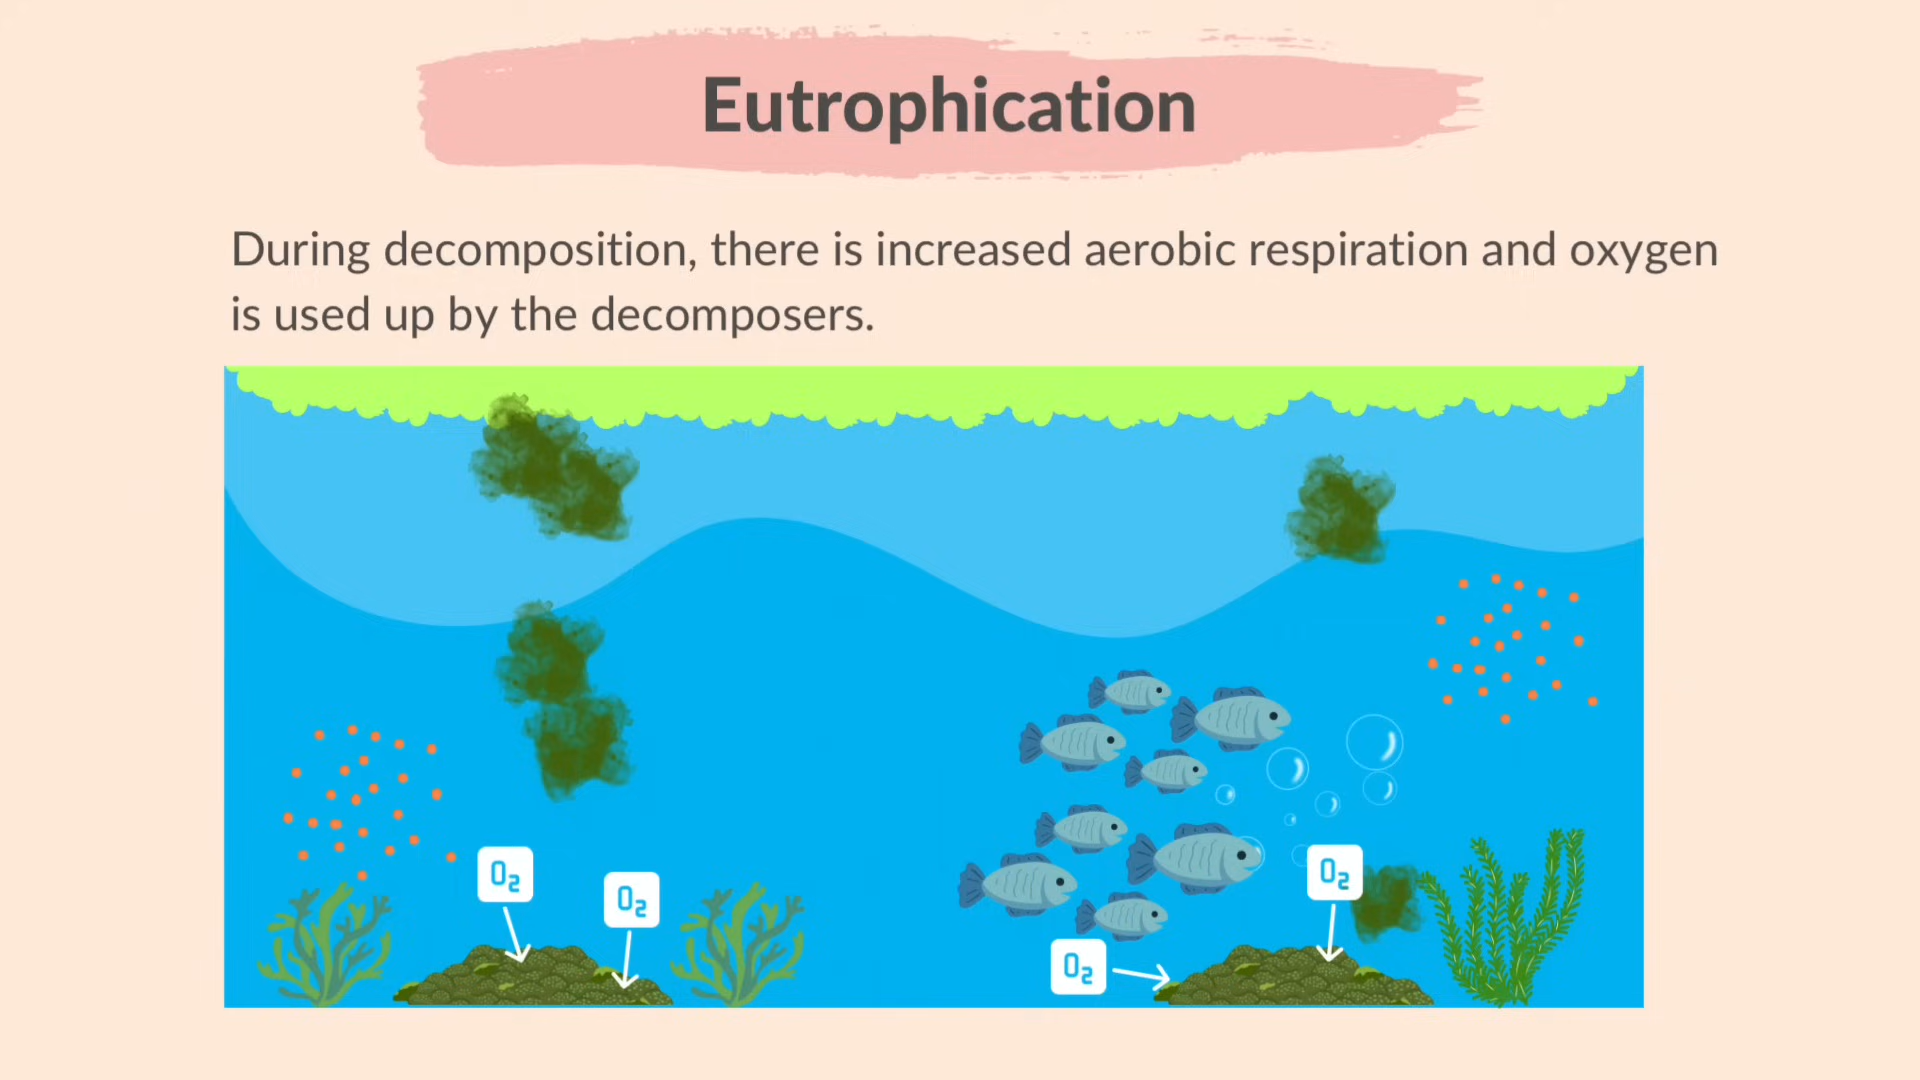 Eutrophication
During decomposition, there is increased aerobic respiration and oxygen
is used up by the decomposers.
O₂
O₂
O₂
O₂